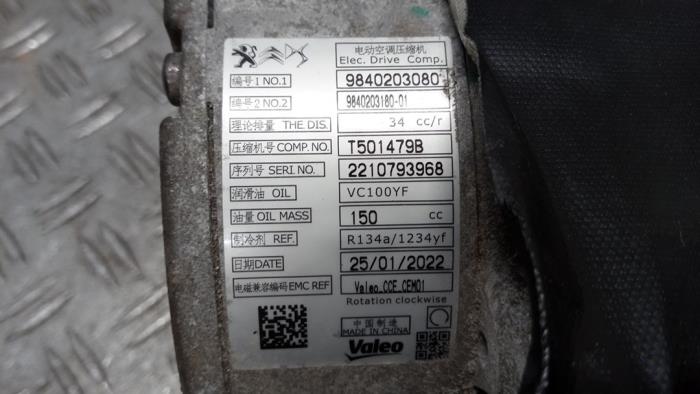 电动空调压缩机
Elec. Drive Comp.
编号1 NO.1 9840203080
编号2 NO.2 9840203180-01
理论排量 THE.DIS. 34 cc/r
压缩机号 COMP.NO. T501479B
序列号 SERI.NO. 2210793968
润滑油 OIL VC100YF
油量 OIL MASS 150 cc
制冷剂 REF. R134a/1234yf
日期DATE 25/01/2022
电磁兼容编码EMC REF Valeo_CCE_CEM01
Rotation clockwise
中国制造
MADE IN CHINA
Valeo